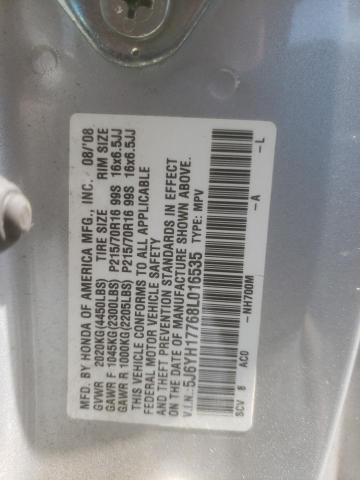 MFD. BY HONDA OF AMERICA MFG., INC. 08/'08
GVWR 2020KG(4450LBS) TIRE SIZE RIM SIZE
GAWR F 1045KG(2300LBS) P215/70R16 99S 16x6.5JJ
GAWR R 1000KG(2205LBS) P215/70R16 99S 16x6.5JJ
THIS VEHICLE CONFORMS TO ALL APPLICABLE
FEDERAL MOTOR VEHICLE SAFETY
AND THEFT PREVENTION STANDARDS IN EFFECT
ON THE DATE OF MANUFACTURE SHOWN ABOVE.
V.I.N.: 5J6YH17768L016535 TYPE: MPV
SCV B AC0 –NH700M –A –L